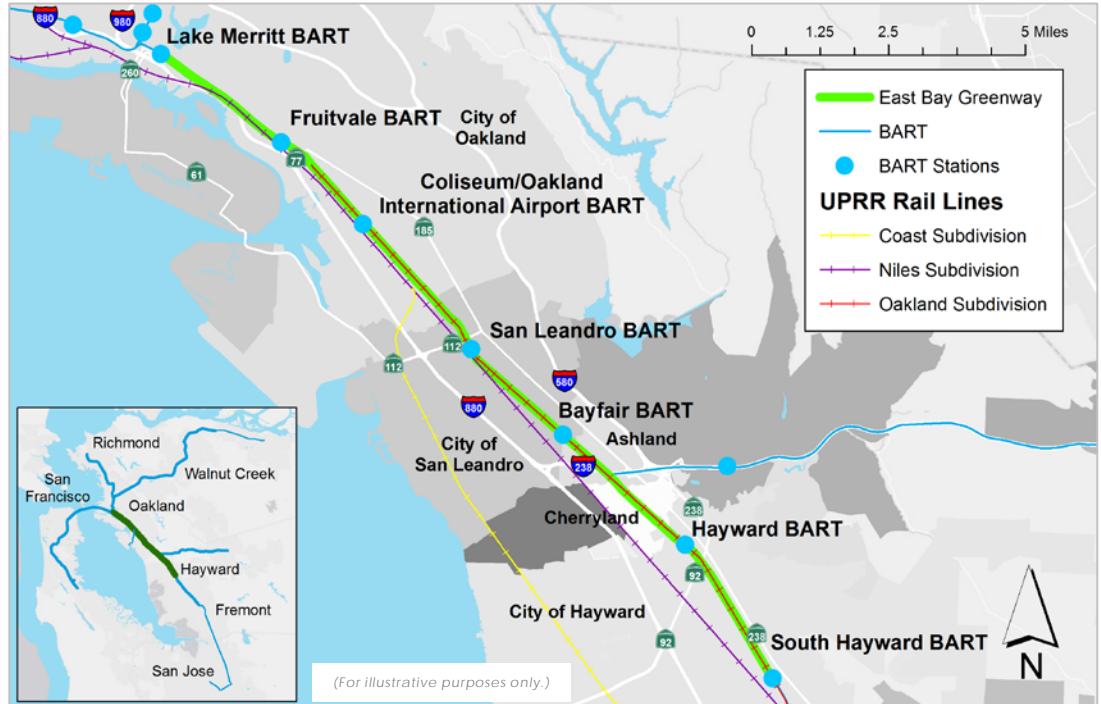 880
980
Lake Merritt BART
260
Fruitvale BART
77
City of
Oakland
61
Coliseum/Oakland
International Airport BART
185
San Leandro BART
112
112
580
880
Bayfair BART
Ashland
City of
San Leandro
238
Cherryland
238
Hayward BART
92
City of Hayward
92
238
South Hayward BART
0 1.25 2.5 5 Miles
East Bay Greenway
BART
BART Stations
UPRR Rail Lines
Coast Subdivision
Niles Subdivision
Oakland Subdivision
Richmond
Walnut Creek
San
Francisco
Oakland
Hayward
Fremont
San Jose
(For illustrative purposes only.)
N